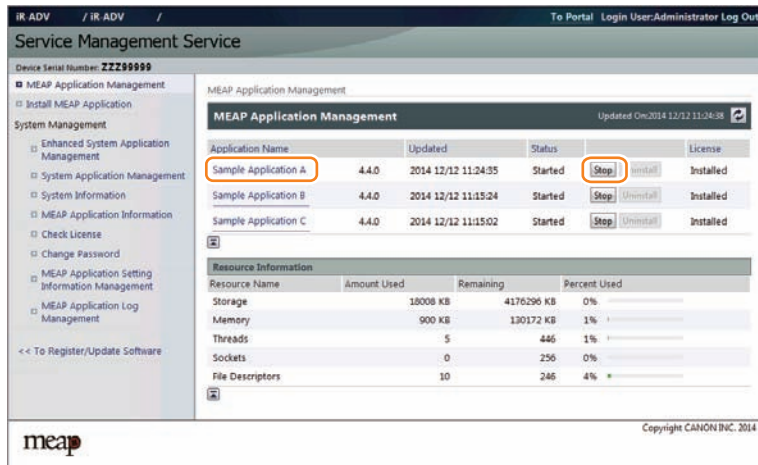 iR-ADV / iR-ADV / To Portal Login User:Administrator Log Out
Service Management Service
Device Serial Number: ZZZ99999
MEAP Application Management
Install MEAP Application
System Management
Enhanced System Application
Management
System Application Management
System Information
MEAP Application Information
Check License
Change Password
MEAP Application Setting
Information Management
MEAP Application Log
Management
<< To Register/Update Software
MEAP Application Management
MEAP Application Management Updated On:2014 12/12 11:24:38
Application Name Updated Status License
Sample Application A 4.4.0 2014 12/12 11:24:35 Started Stop Uninstall Installed
Sample Application B 4.4.0 2014 12/12 11:15:24 Started Stop Uninstall Installed
Sample Application C 4.4.0 2014 12/12 11:15:02 Started Stop Uninstall Installed
Resource Information
Resource Name Amount Used Remaining Percent Used
Storage 18008 KB 4176296 KB 0%
Memory 900 KB 130172 KB 1%
Threads 5 446 1%
Sockets 0 256 0%
File Descriptors 10 246 4%
Copyright CANON INC. 2014
meap